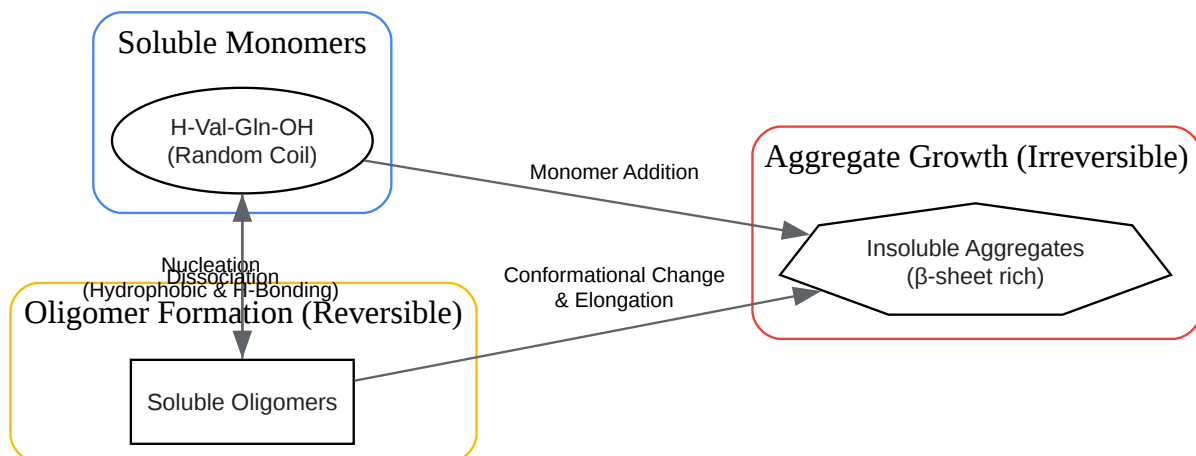 Soluble Monomers
H-Val-Gln-OH
(Random Coil)
Monomer Addition
Aggregate Growth (Irreversible)
Insoluble Aggregates
(β-sheet rich)
Nucleation
(Hydrophobic & H-Bonding)
Dissociation
Conformational Change
& Elongation
Oligomer Formation (Reversible)
Soluble Oligomers